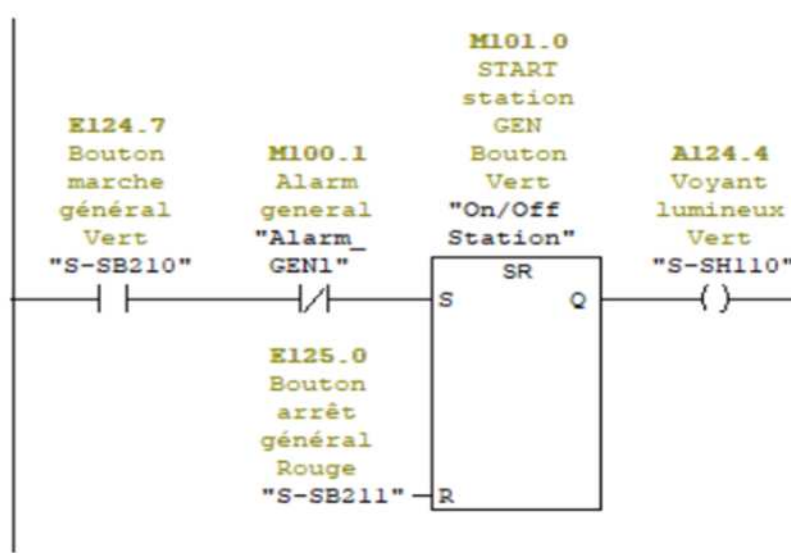 E124.7
Bouton
marche
général
Vert
"S-SB210"
M100.1
Alarm
general
"Alarm_
GEN1"
M101.0
START
station
GEN
Bouton
Vert
"On/Off
Station"
SR
S
Q
A124.4
Voyant
lumineux
Vert
"S-SH110"
E125.0
Bouton
arrêt
général
Rouge
"S-SB211"
R